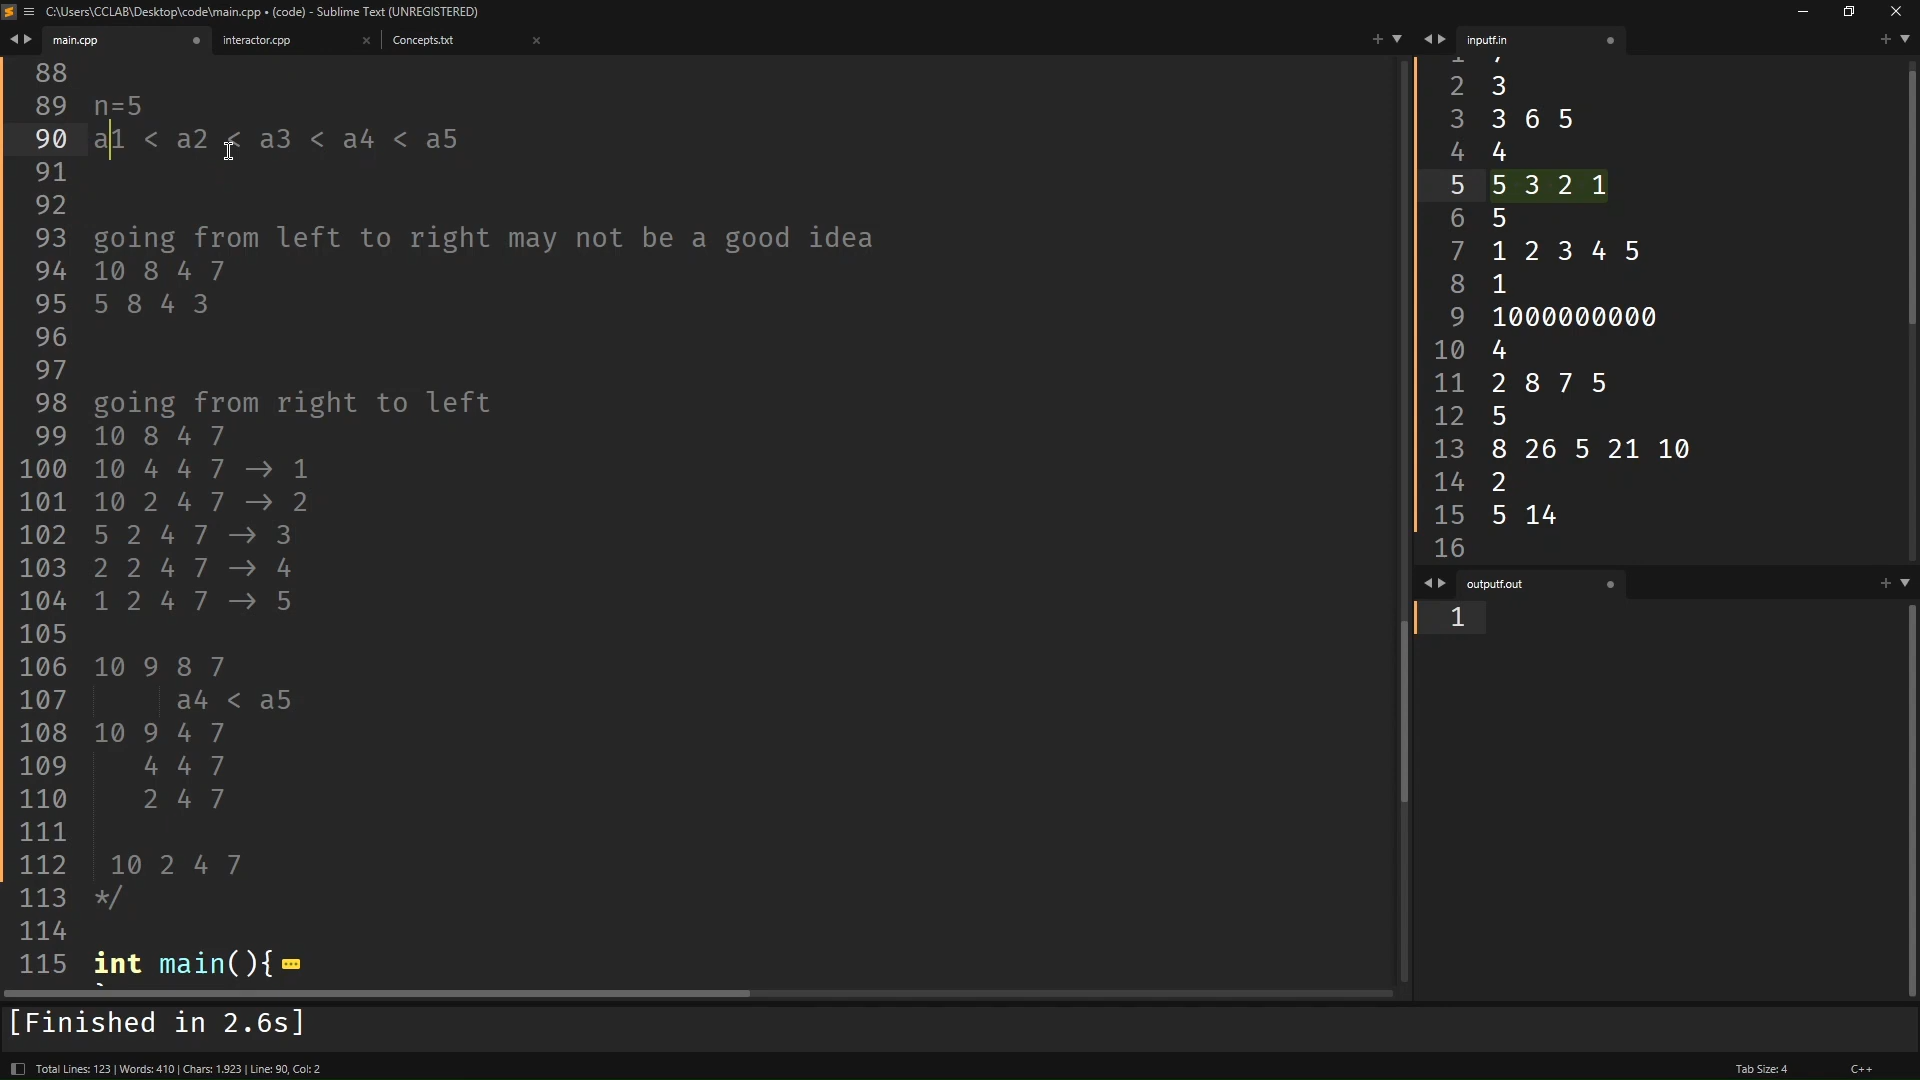 C:\Users\CCLAB\Desktop\code\main.cpp • (code) - Sublime Text (UNREGISTERED)
main.cpp
interactor.cpp
Concepts.txt
88
89 n=5
90 a1 < a2 < a3 < a4 < a5
91
92
93 going from left to right may not be a good idea
94 10 8 4 7
95 5 8 4 3
96
97
98 going from right to left
99 10 8 4 7
100 10 4 4 7 -> 1
101 10 2 4 7 -> 2
102 5 2 4 7 -> 3
103 2 2 4 7 -> 4
104 1 2 4 7 -> 5
105
106 10 9 8 7
107 a4 < a5
108 10 9 4 7
109 4 4 7
110 2 4 7
111
112 10 2 4 7
113 */
114
115 int main(){
inputf.in
2 3
3 3 6 5
4 4
5 5 3 2 1
6 5
7 1 2 3 4 5
8 1
9 1000000000
10 4
11 2 8 7 5
12 5
13 8 26 5 21 10
14 2
15 5 14
16
outputf.out
1
[Finished in 2.6s]
Total Lines: 123 | Words: 410 | Chars: 1.923 | Line: 90, Col: 2
Tab Size: 4
C++